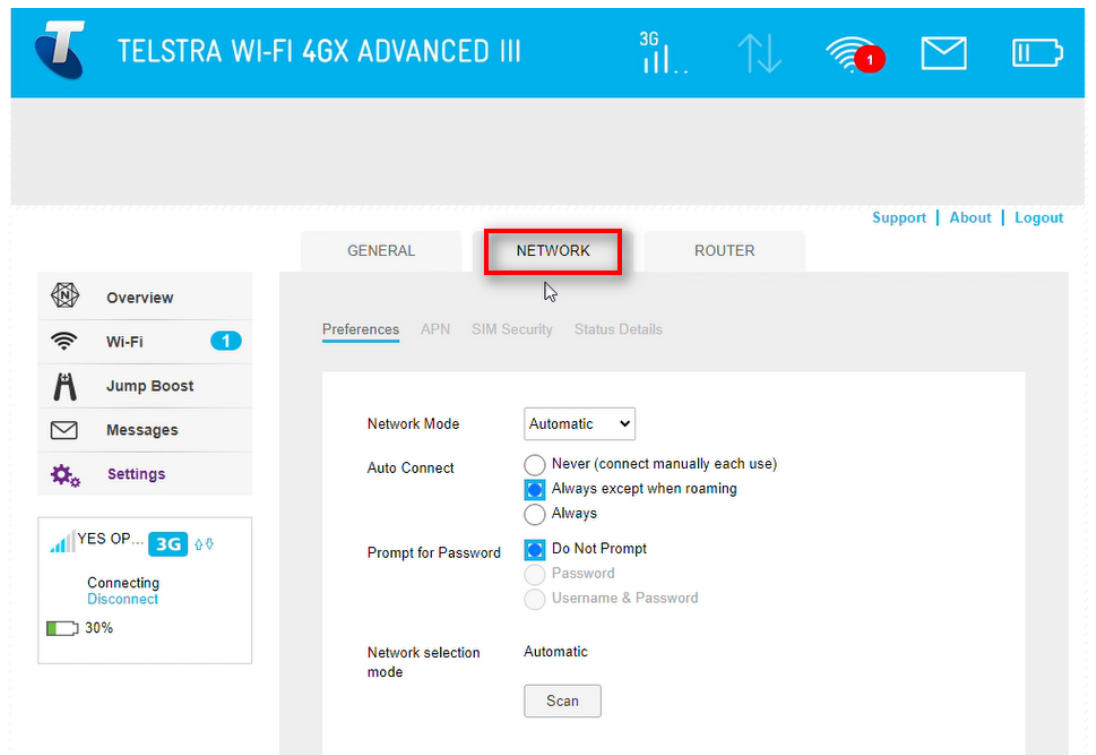 TELSTRA WI-FI 4GX ADVANCED III
3G
1
Support | About | Logout
GENERAL NETWORK ROUTER
Overview
Wi-Fi 1
Jump Boost
Messages
Settings
YES OP... 3G
Connecting
Disconnect
30%
Preferences APN SIM Security Status Details
Network Mode Automatic
Auto Connect Never (connect manually each use)
Always except when roaming
Always
Prompt for Password Do Not Prompt
Password
Username & Password
Network selection Automatic
mode
Scan